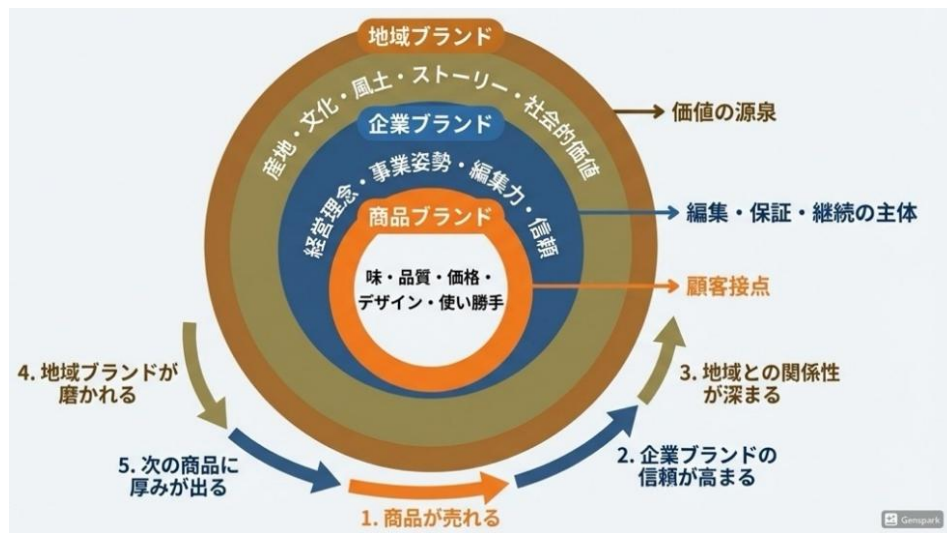 地域ブランド
産地・文化・風土・ストーリー・社会的価値
価値の源泉
企業ブランド
経営理念・事業姿勢・編集力・信頼
編集・保証・継続の主体
商品ブランド
味・品質・価格・
デザイン・使い勝手
顧客接点
4. 地域ブランドが
磨かれる
3. 地域との関係性
が深まる
5. 次の商品に
厚みが出る
2. 企業ブランドの
信頼が高まる
1. 商品が売れる
Genspark